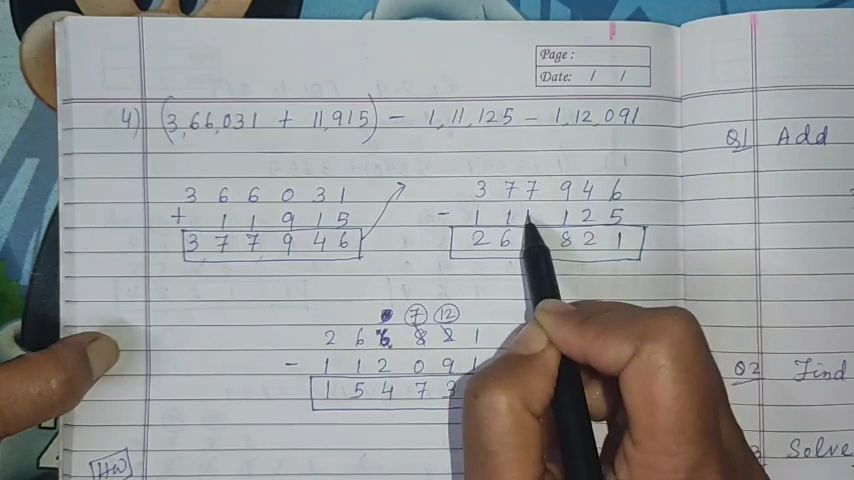 Page:
Date: / /
4) (3,66,031 + 11,915) - 1,11,125 - 1,12,091
Q1 Add
3 6 6 0 3 1
+ 1 1 9 1 5
3 7 7 9 4 6
3 7 7 9 4 6
- 1 1 1 1 2 5
2 6 8 2 1
7 12
2 6 6 8 2 1
- 1 1 2 0 9 1
1 5 4 7 3
Q2 Find
Solve
HW